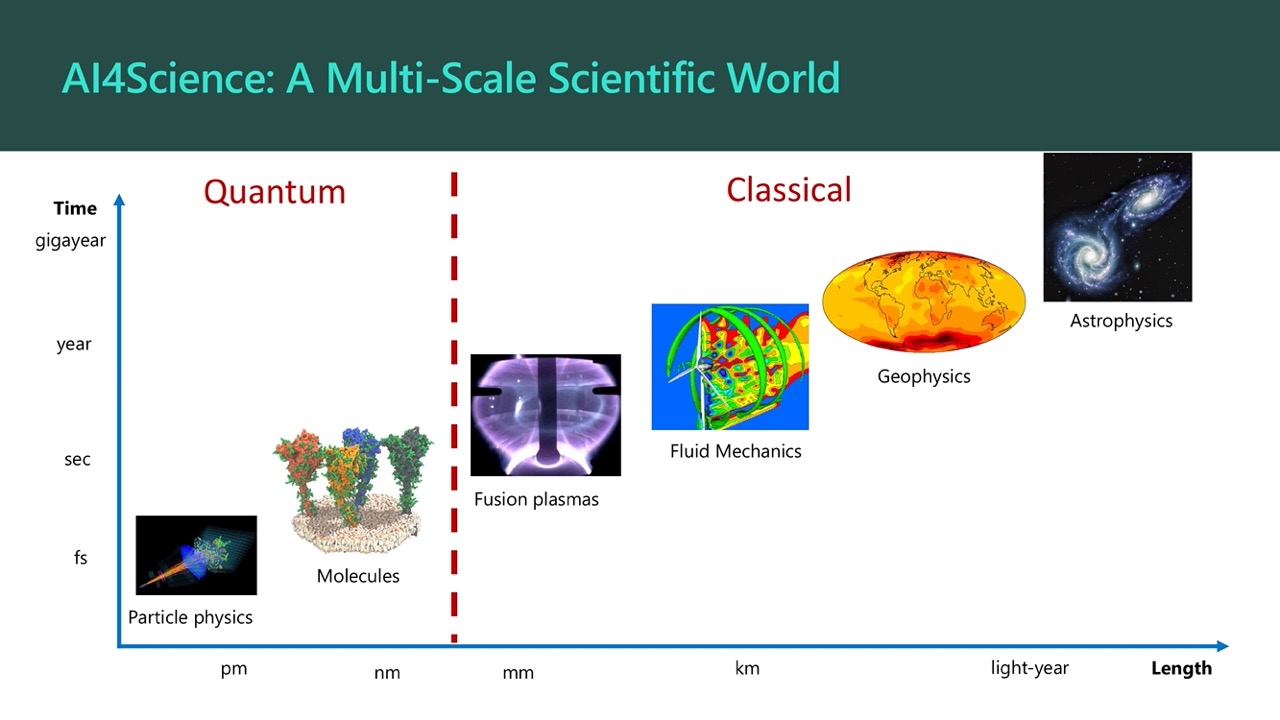 AI4Science: A Multi-Scale Scientific World
Quantum
Classical
Time
gigayear
year
sec
fs
Particle physics
Molecules
Fusion plasmas
Fluid Mechanics
Geophysics
Astrophysics
pm
nm
mm
km
light-year
Length